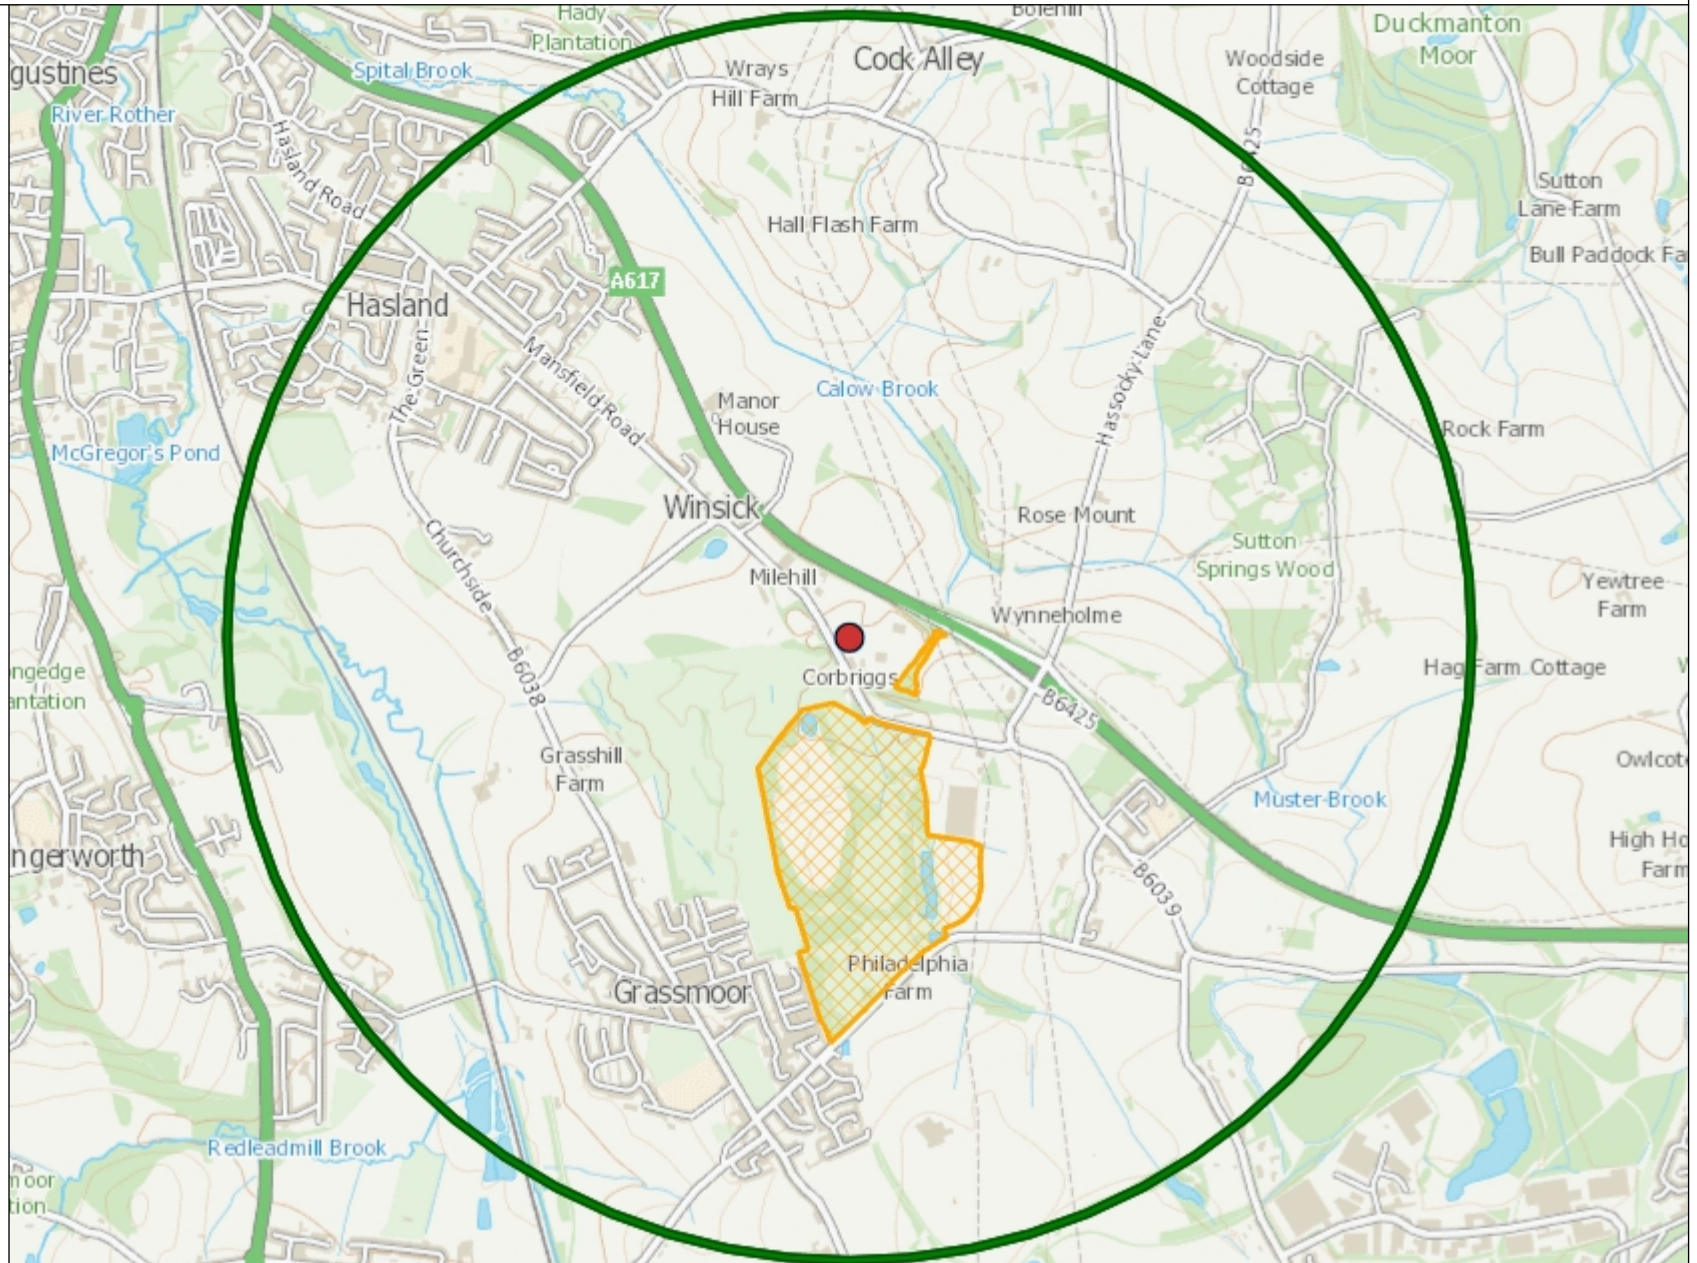 Hady
Plantation
Cock Alley
Duckmanton
Moor
gustines
Spital Brook
Wrays
Hill Farm
Woodside
Cottage
River Rother
Hasland Road
B6425
Sutton
Lane Farm
Hall Flash Farm
Bull Paddock Fa
A617
Hasland
The Green
Mansfield Road
Calow Brook
Hassocky Lane
Manor
House
Rock Farm
McGregor's Pond
Winsick
Rose Mount
Churchside
Sutton
Springs Wood
Milehill
Yewtree
Farm
Wynneholme
ongedge
antation
B6038
Corbriggs
Hag Farm Cottage
B6425
Grasshill
Farm
Owlcote
Muster Brook
ngerworth
High Ho
Farm
B6039
Philadelphia
Farm
Grassmoor
Redleadmill Brook
moor
tion